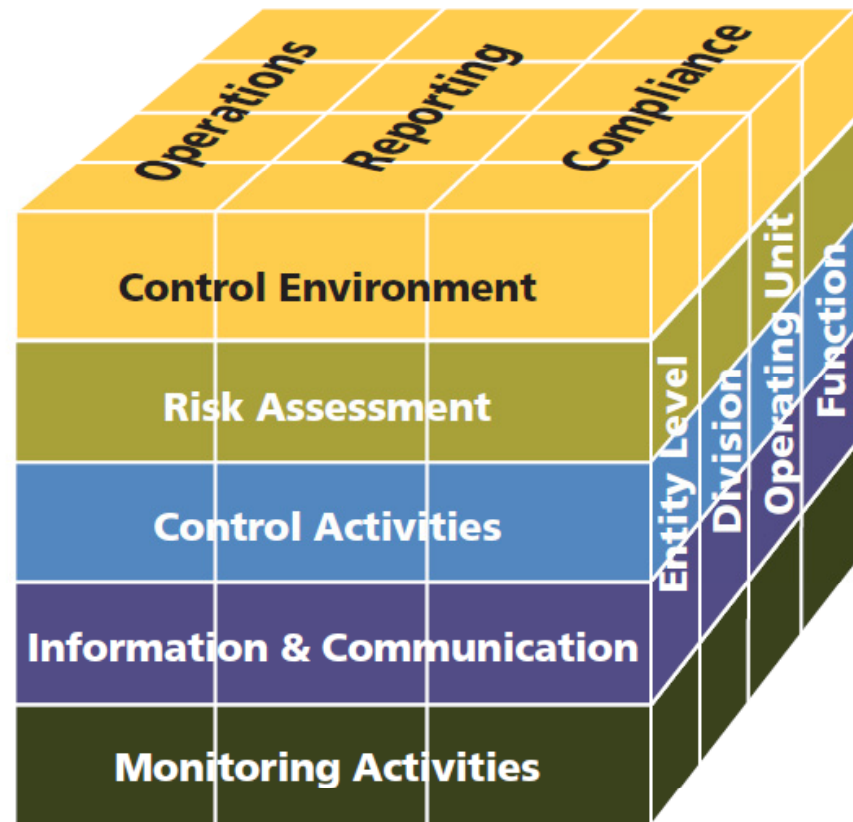 Operations
Reporting
Compliance
Control Environment
Risk Assessment
Control Activities
Information & Communication
Monitoring Activities
Entity Level
Division
Operating Unit
Function